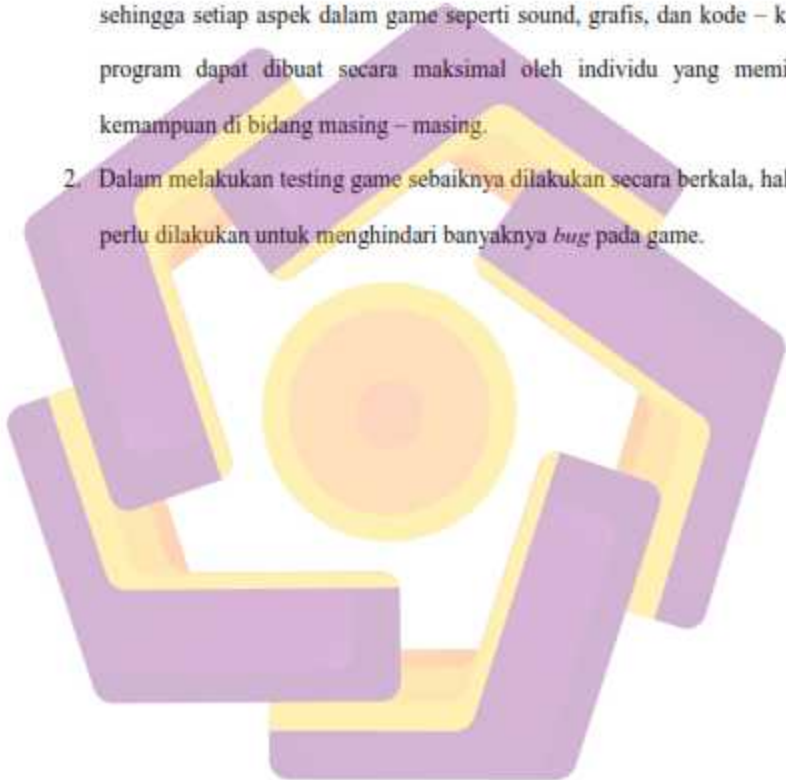 sehingga setiap aspek dalam game seperti sound, grafis, dan kode – k
program dapat dibuat secara maksimal oleh individu yang memi
kemampuan di bidang masing – masing.
2. Dalam melakukan testing game sebaiknya dilakukan secara berkala, hal
perlu dilakukan untuk menghindari banyaknya bug pada game.